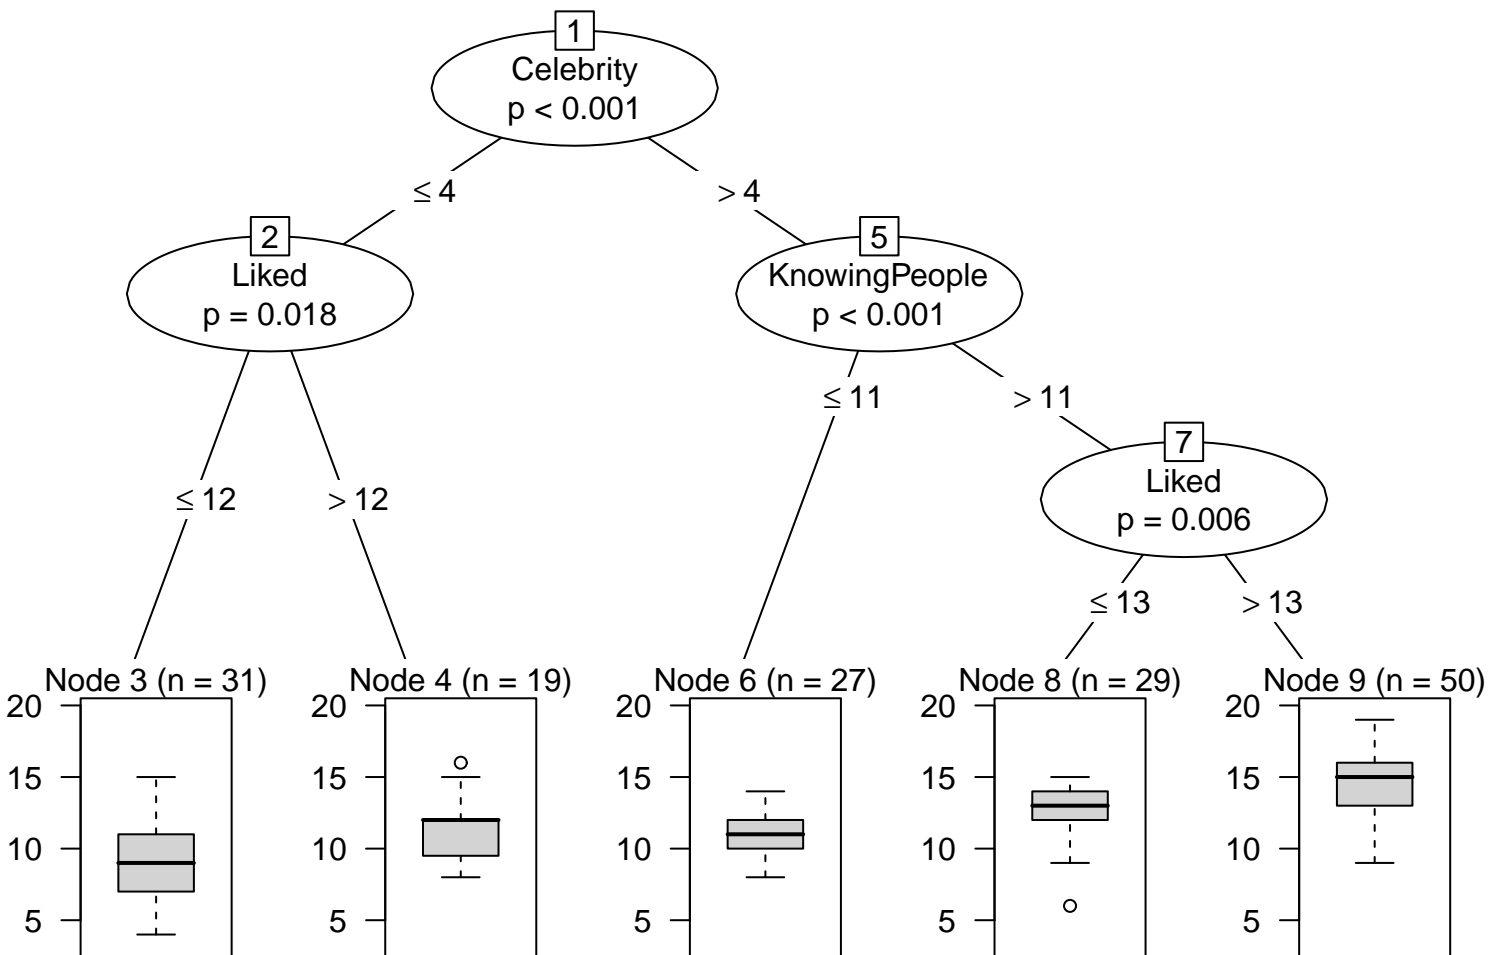 1
Celebrity
p < 0.001
≤ 4
> 4
2
Liked
p = 0.018
5
KnowingPeople
p < 0.001
≤ 11
> 11
7
Liked
p = 0.006
≤ 12
> 12
≤ 13
> 13
Node 3 (n = 31)
Node 4 (n = 19)
Node 6 (n = 27)
Node 8 (n = 29)
Node 9 (n = 50)
20
15
10
5
20
15
10
5
20
15
10
5
20
15
10
5
20
15
10
5